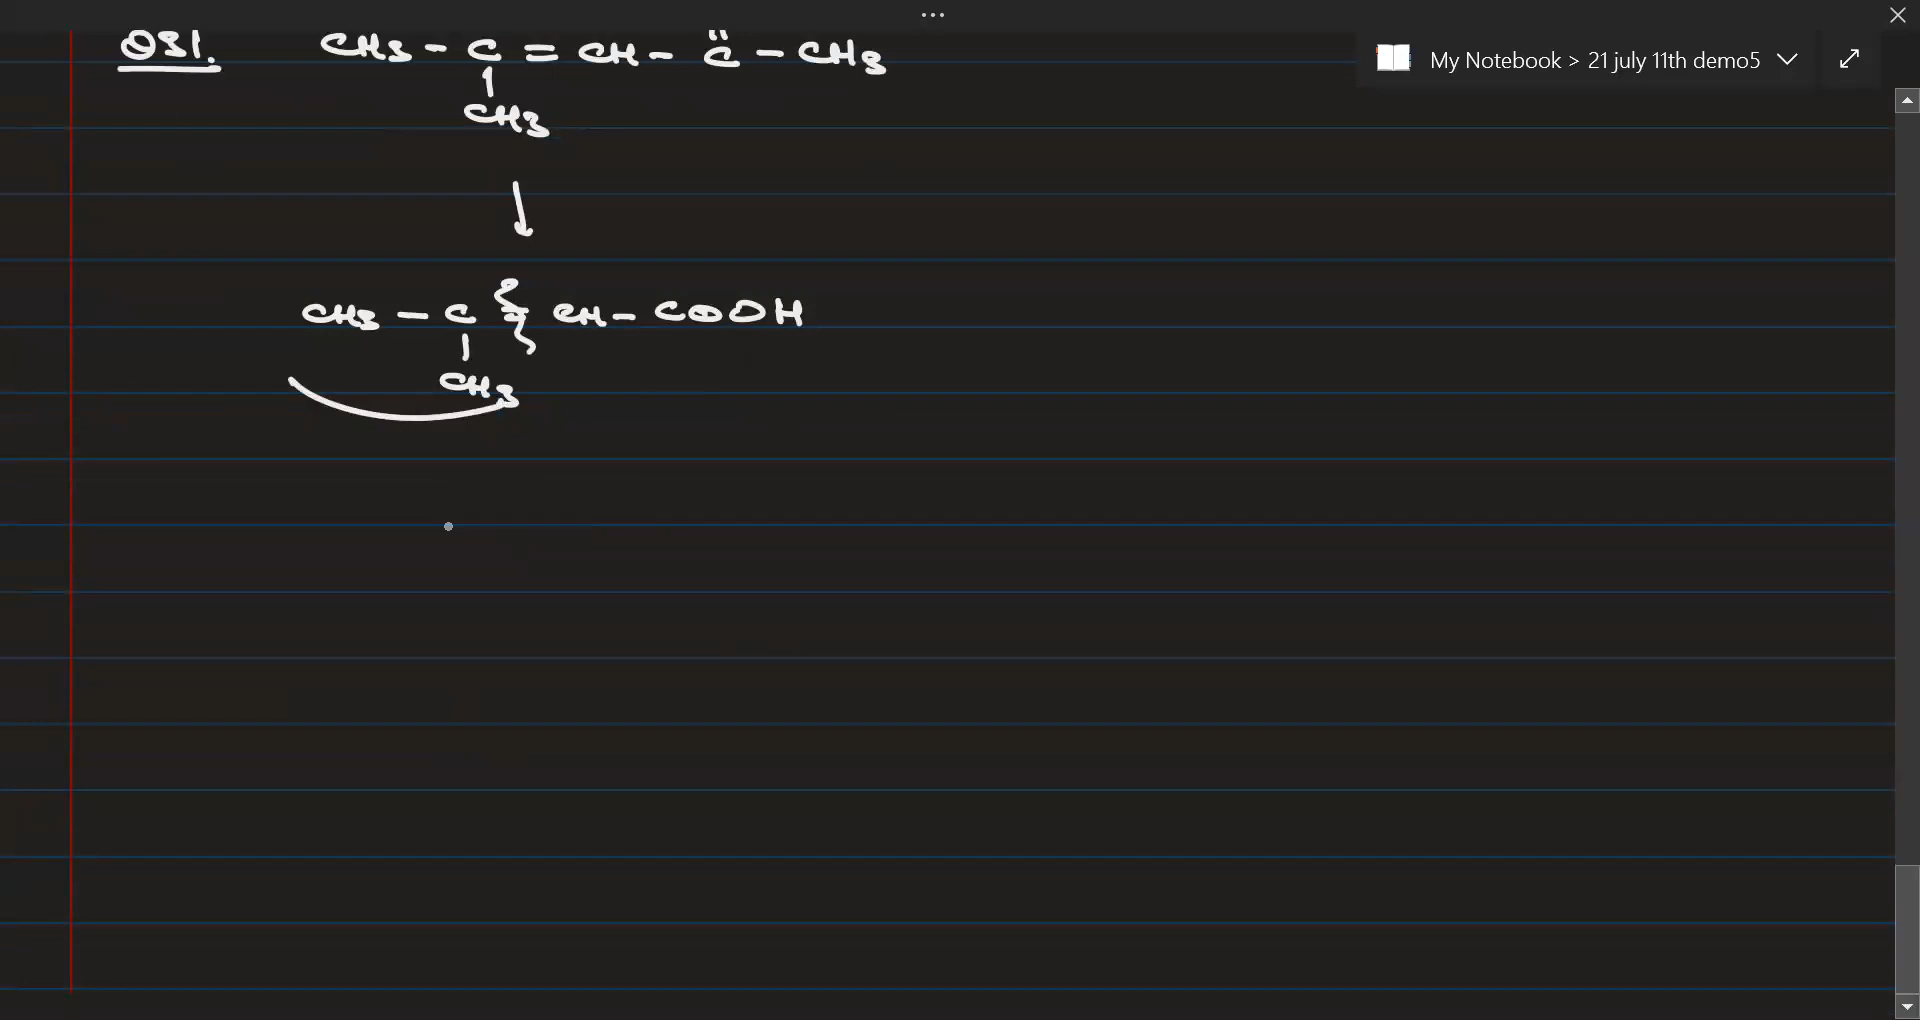 Q31. CH3 - C = CH - C - CH3
CH3
CH3 - C = CH - COOH
CH3
My Notebook > 21 july 11th demo5